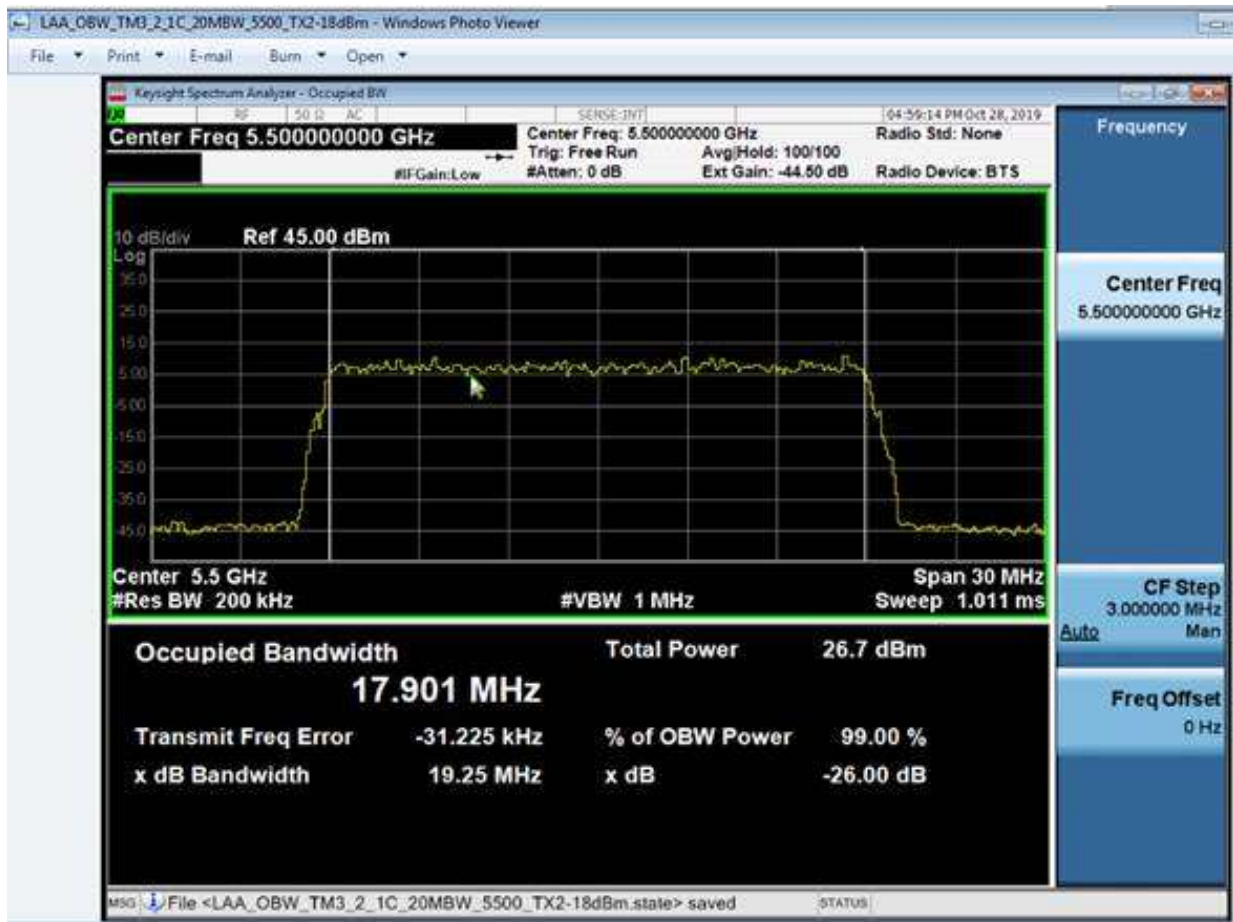 LAA_OBW_TM3_2_1C_20MBW_5500_TX2-18dBm - Windows Photo Viewer
File Print E-mail Burn Open
Keysight Spectrum Analyzer - Occupied BW
RF 50 Ω AC SENSE:INT 04:59:14 PM Oct 28, 2019
Center Freq 5.500000000 GHz
Center Freq: 5.500000000 GHz Radio Std: None
Trig: Free Run Avg|Hold: 100/100
#IFGain:Low #Atten: 0 dB Ext Gain: -44.50 dB Radio Device: BTS
10 dB/div Ref 45.00 dBm
Log
35.0
25.0
15.0
5.00
-5.00
-15.0
-25.0
-35.0
-45.0
Center 5.5 GHz Span 30 MHz
#Res BW 200 kHz #VBW 1 MHz Sweep 1.011 ms
Occupied Bandwidth Total Power 26.7 dBm
17.901 MHz
Transmit Freq Error -31.225 kHz % of OBW Power 99.00 %
x dB Bandwidth 19.25 MHz x dB -26.00 dB
MSG File <LAA_OBW_TM3_2_1C_20MBW_5500_TX2-18dBm.state> saved STATUS
Frequency
Center Freq
5.500000000 GHz
CF Step
3.000000 MHz
Auto Man
Freq Offset
0 Hz